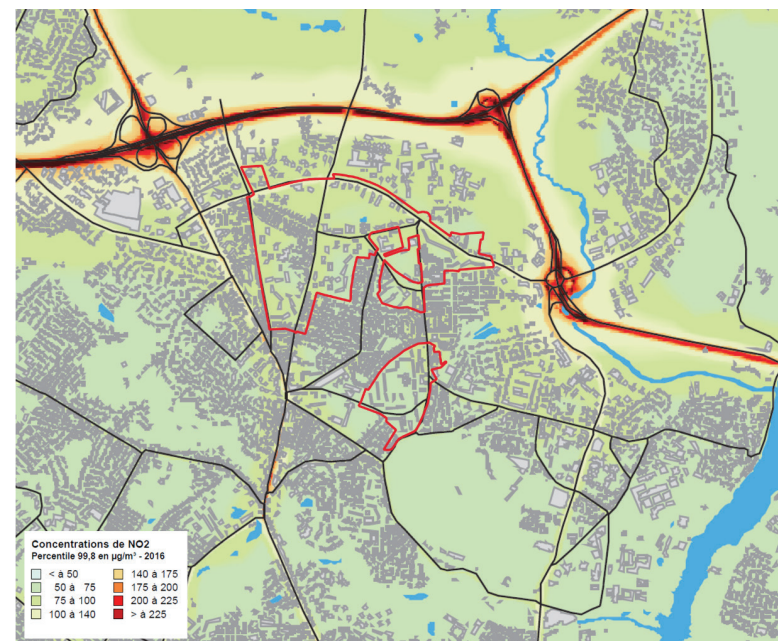 Concentrations de NO2
Percentile 99,8 en µg/m³ - 2016
< à 50
50 à 75
75 à 100
100 à 140
140 à 175
175 à 200
200 à 225
> à 225